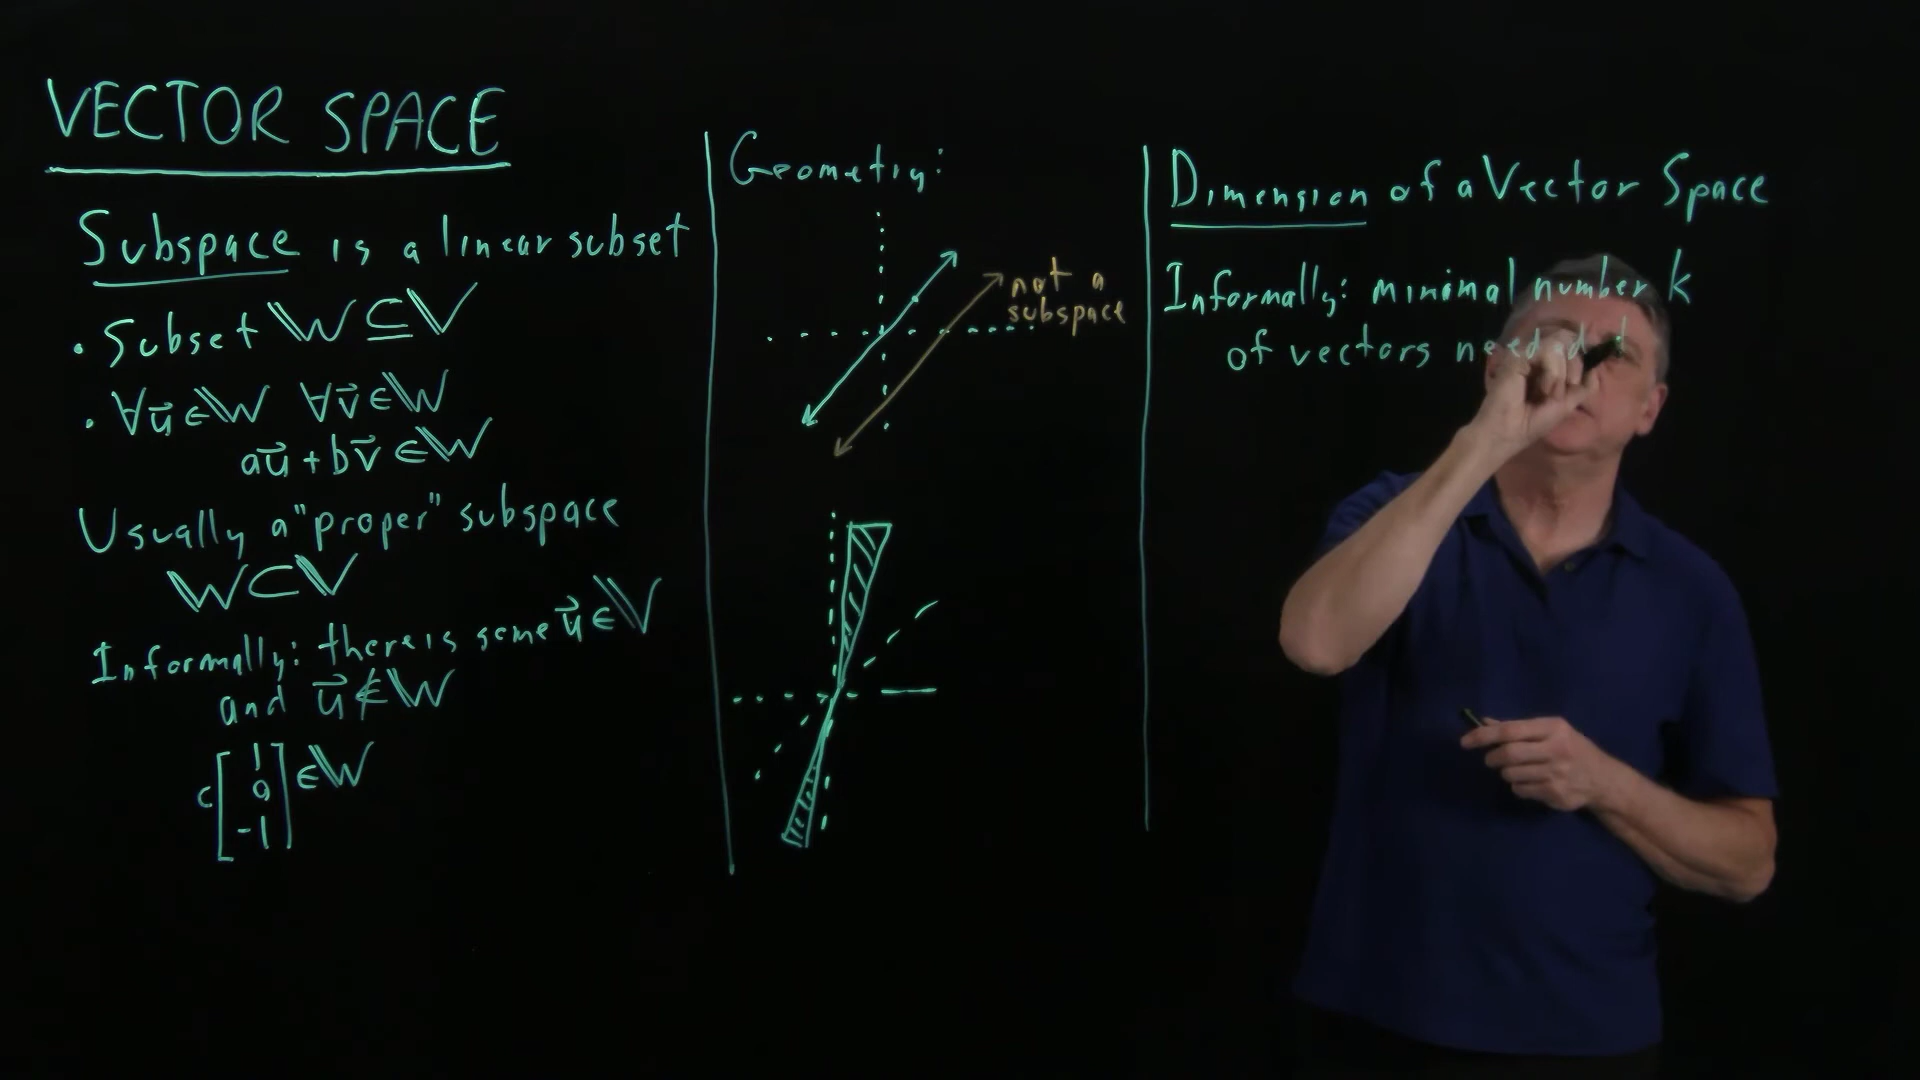 VECTOR SPACE
Subspace is a linear subset
• Subset 𝕎 ⊆ 𝕍
• ∀u⃗ ∈ 𝕎 ∀v⃗ ∈ 𝕎
au⃗ + bv⃗ ∈ 𝕎
Usually a "proper" subspace
𝕎 ⊂ 𝕍
Informally: there is some u⃗ ∈ 𝕍
and u⃗ ∉ 𝕎
c [1 0 -1] ∈ 𝕎
Geometry:
not a
subspace
Dimension of a Vector Space
Informally: minimal number k
of vectors needed t